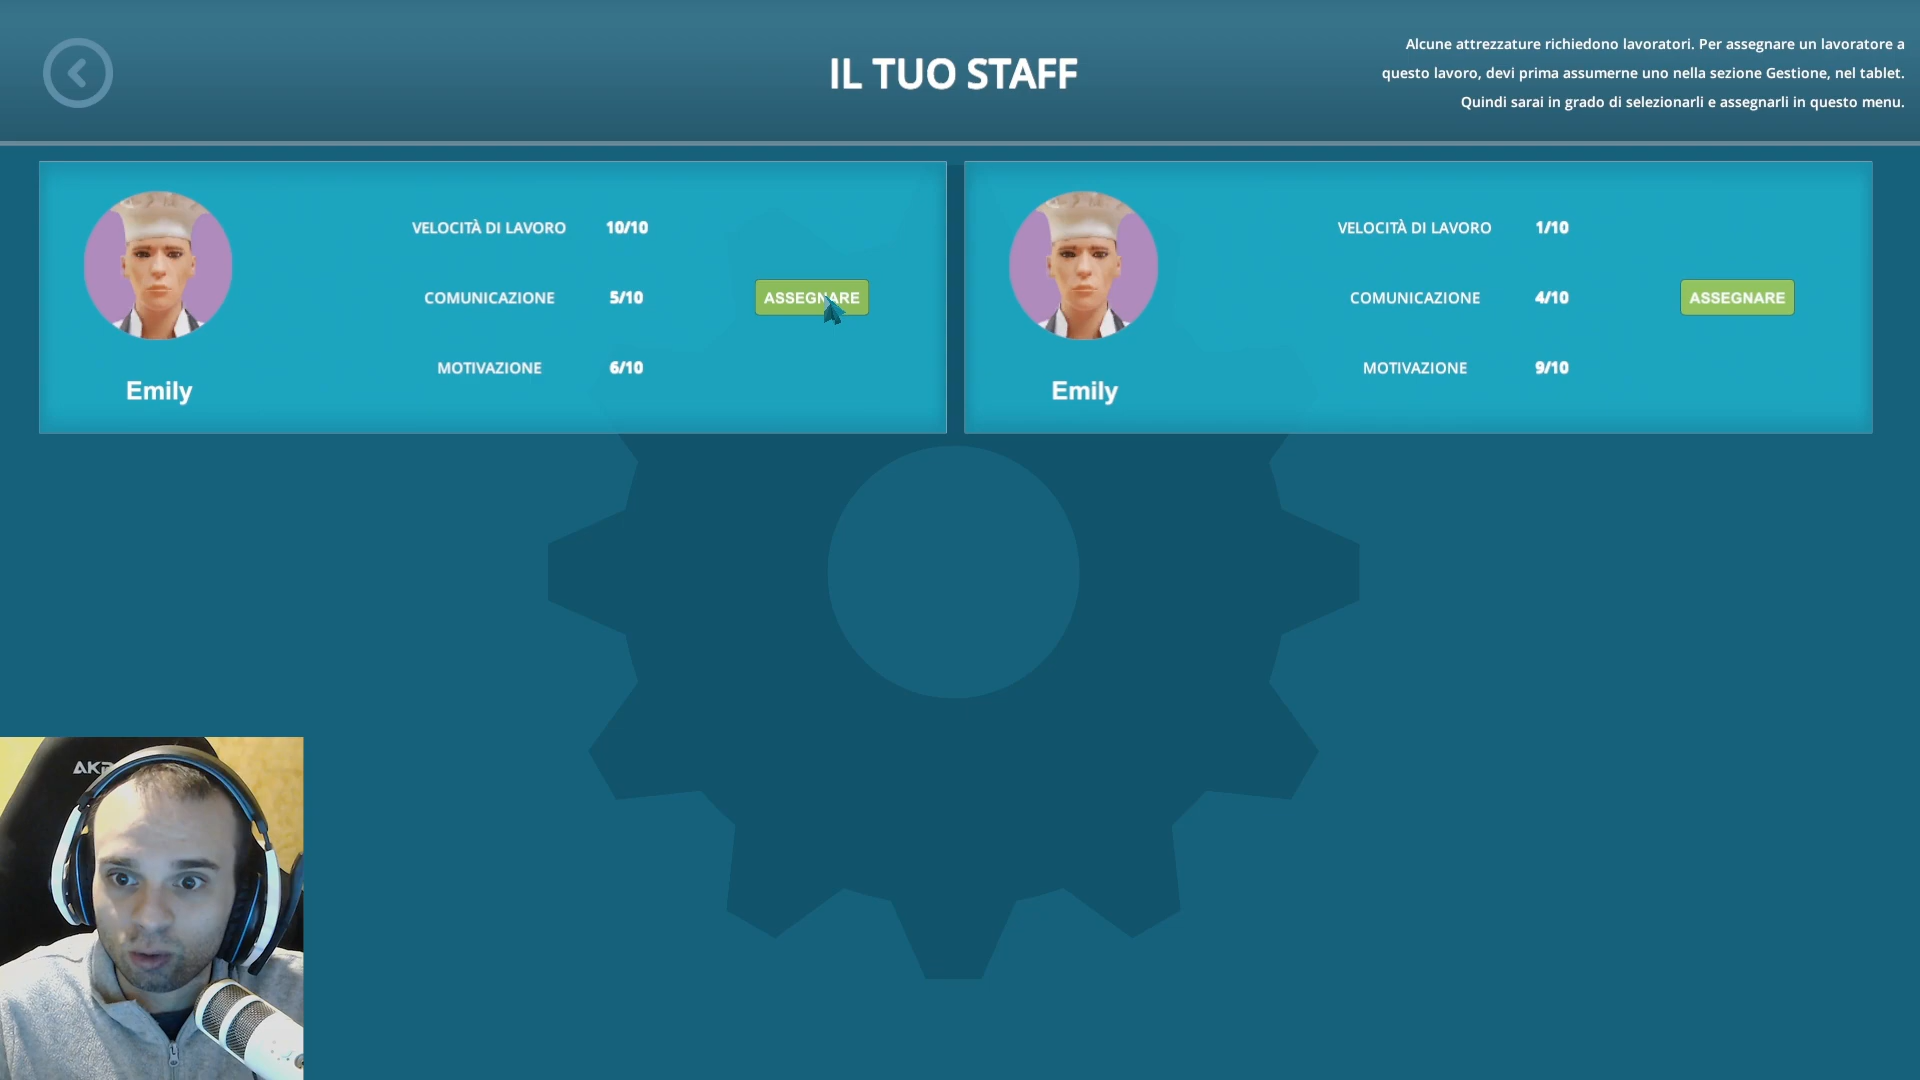 IL TUO STAFF
Alcune attrezzature richiedono lavoratori. Per assegnare un lavoratore a
questo lavoro, devi prima assumerne uno nella sezione Gestione, nel tablet.
Quindi sarai in grado di selezionarli e assegnarli in questo menu.
VELOCITÀ DI LAVORO 10/10
COMUNICAZIONE 5/10
ASSEGNARE
MOTIVAZIONE 6/10
Emily
VELOCITÀ DI LAVORO 1/10
COMUNICAZIONE 4/10
ASSEGNARE
MOTIVAZIONE 9/10
Emily